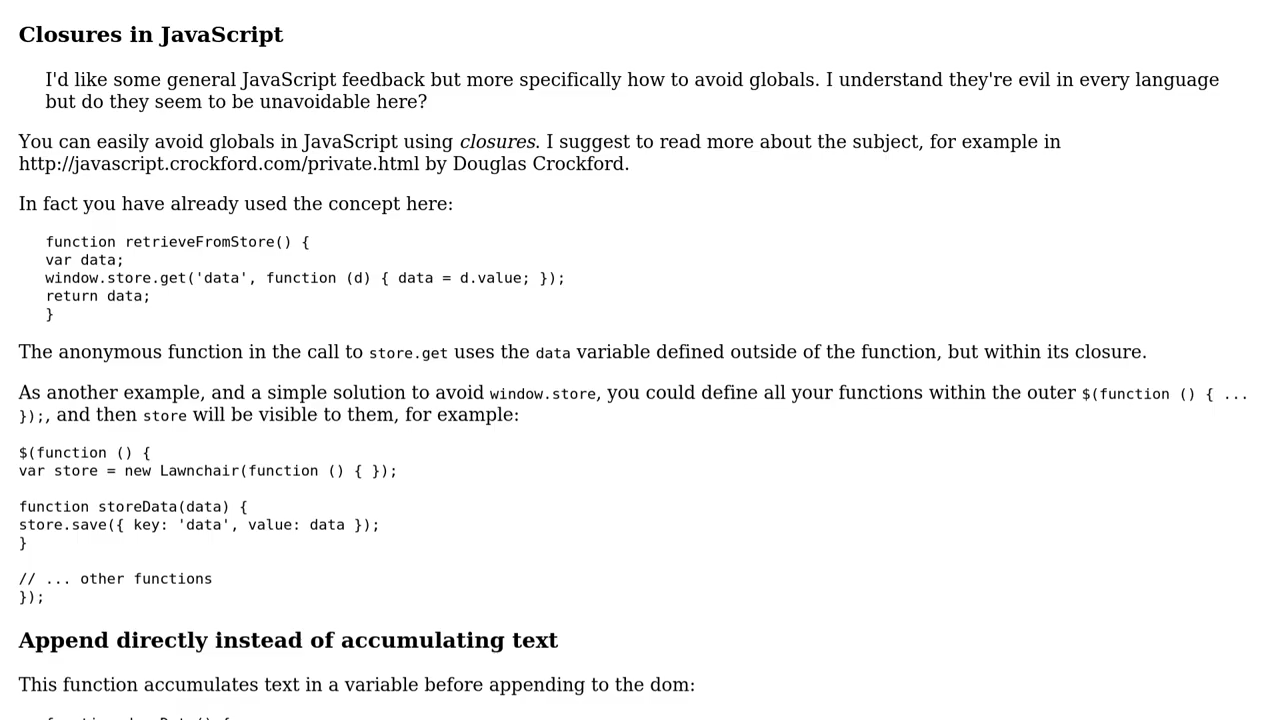 Closures in JavaScript
I'd like some general JavaScript feedback but more specifically how to avoid globals. I understand they're evil in every language
but do they seem to be unavoidable here?
You can easily avoid globals in JavaScript using closures. I suggest to read more about the subject, for example in
http://javascript.crockford.com/private.html by Douglas Crockford.
In fact you have already used the concept here:
function retrieveFromStore() {
var data;
window.store.get('data', function (d) { data = d.value; });
return data;
}
The anonymous function in the call to store.get uses the data variable defined outside of the function, but within its closure.
As another example, and a simple solution to avoid window.store, you could define all your functions within the outer $(function () { ...
});, and then store will be visible to them, for example:
$(function () {
var store = new Lawnchair(function () { });
function storeData(data) {
store.save({ key: 'data', value: data });
}
// ... other functions
});
Append directly instead of accumulating text
This function accumulates text in a variable before appending to the dom: